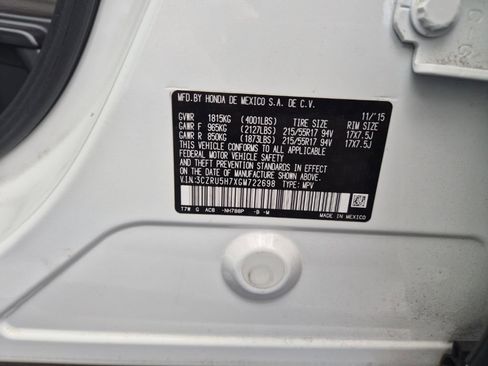 MFD. BY HONDA DE MEXICO S.A. DE C.V. 11/'15
GVWR 1815KG (4001LBS) TIRE SIZE RIM SIZE
GAWR F 965KG (2127LBS) 215/55R17 94V 17X7.5J
GAWR R 850KG (1873LBS) 215/55R17 94V 17X7.5J
THIS VEHICLE CONFORMS TO ALL APPLICABLE
FEDERAL MOTOR VEHICLE SAFETY
AND THEFT PREVENTION STANDARDS IN
EFFECT ON THE DATE OF MANUFACTURE SHOWN ABOVE.
V.I.N:3CZRU5H7XGM722698 TYPE: MPV
T7W G AC8 -NH788P -B -M
MADE IN
MEXICO